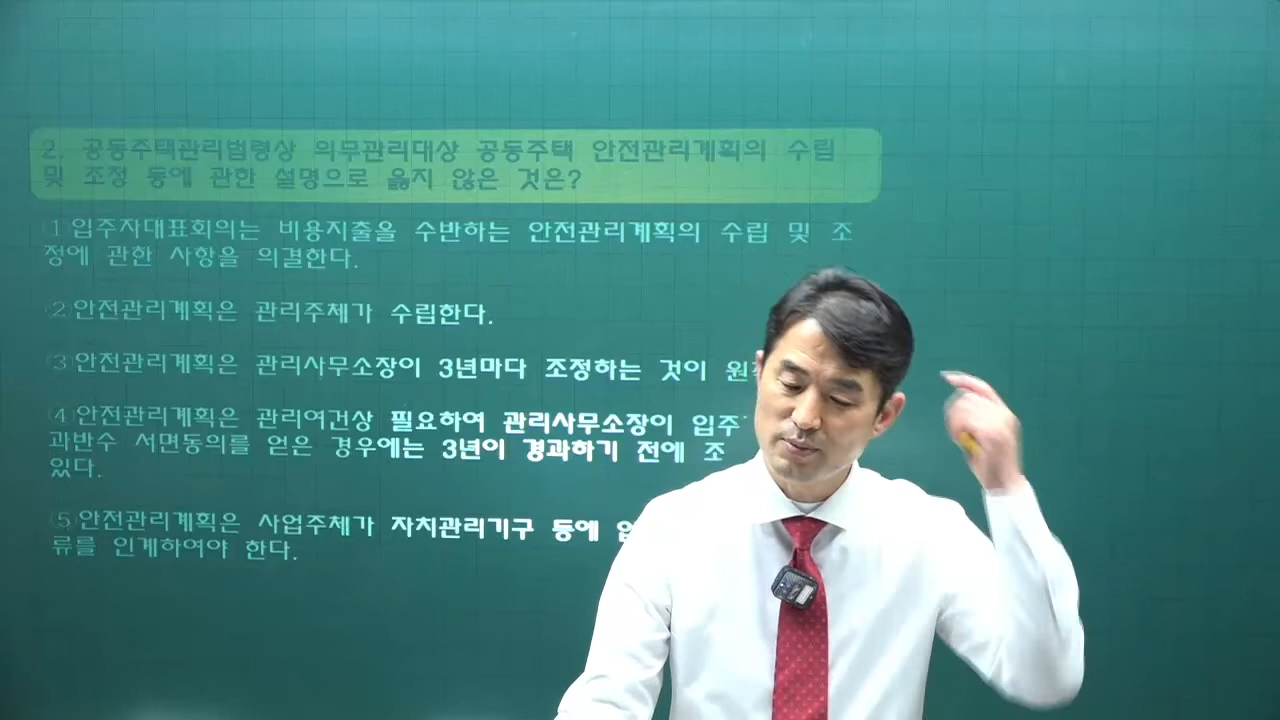 2. 공동주택관리법령상 의무관리대상 공동주택 안전관리계획의 수립
및 조정 등에 관한 설명으로 옳지 않은 것은?
① 입주자대표회의는 비용지출을 수반하는 안전관리계획의 수립 및 조
정에 관한 사항을 의결한다.
② 안전관리계획은 관리주체가 수립한다.
③ 안전관리계획은 관리사무소장이 3년마다 조정하는 것이
④ 안전관리계획은 관리여건상 필요하여 관리사무소장이
과반수 서면동의를 얻은 경우에는 3년이 경과하기 전에
있다.
⑤ 안전관리계획은 사업주체가 자치관리기구 등에
류를 인계하여야 한다.